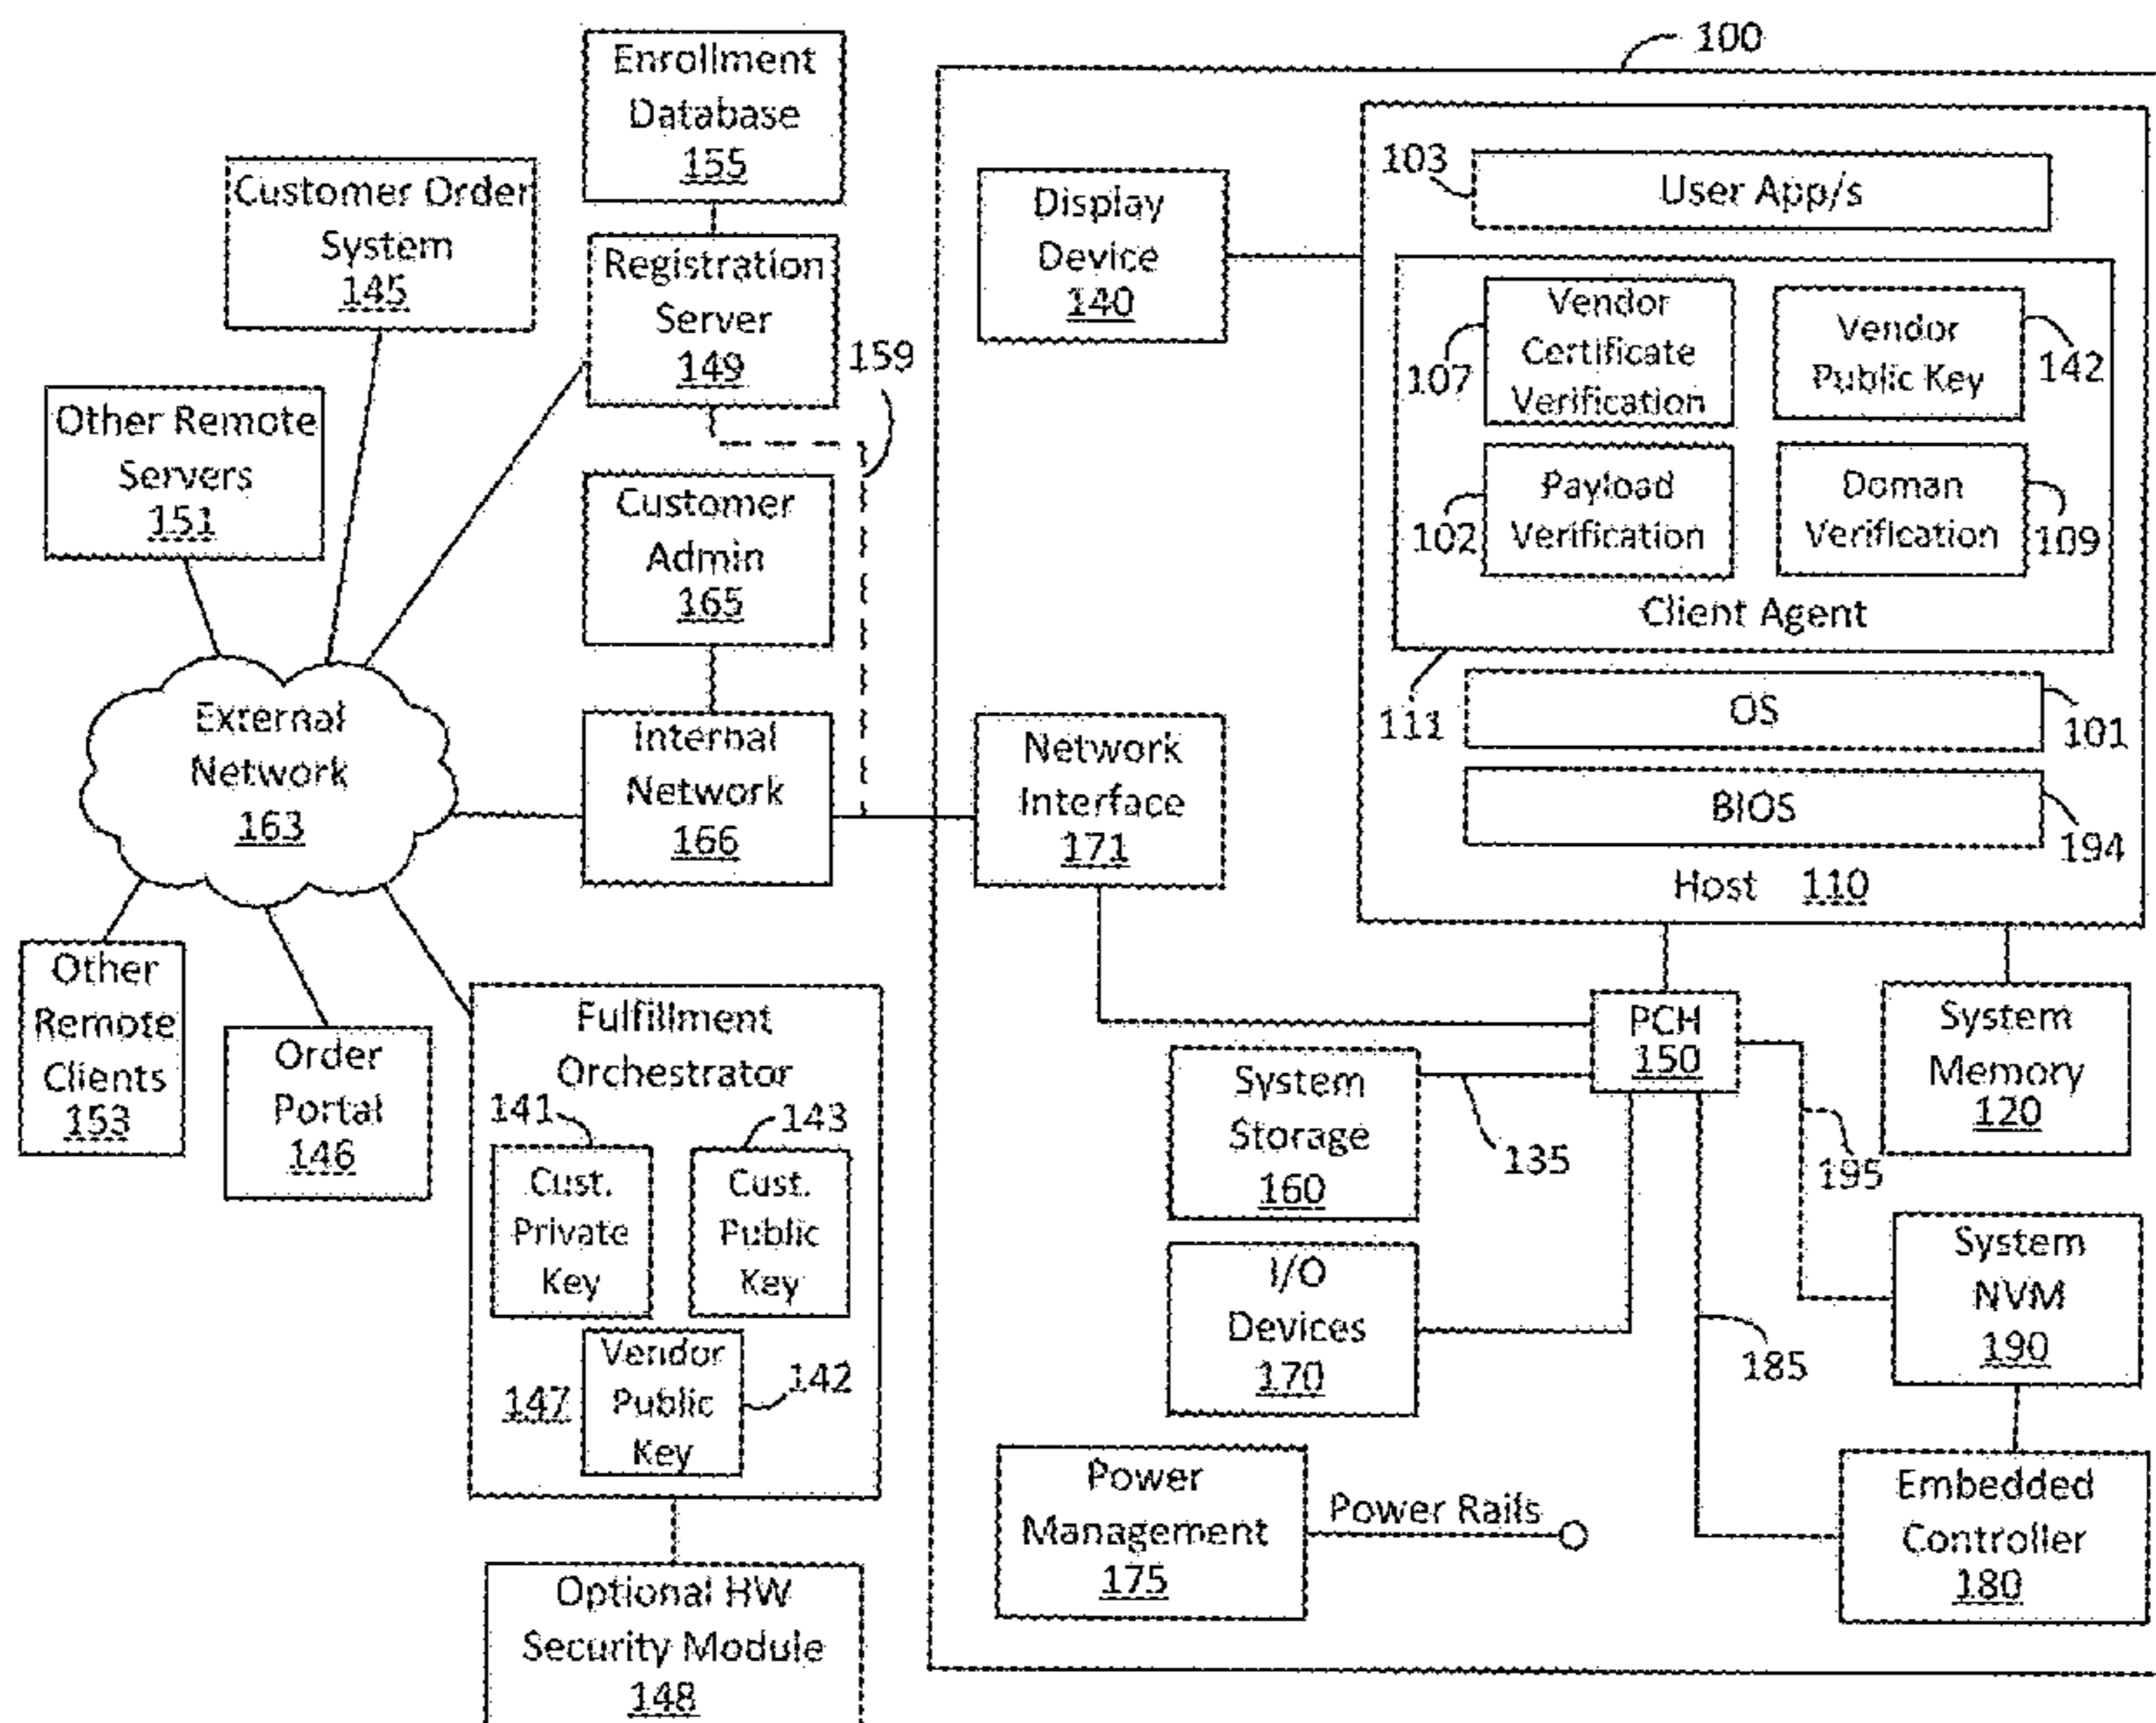 100
Enrollment
Database
155
Customer Order
System
145
Registration
Server
149
159
Other Remote
Servers
151
Customer
Admin
165
External
Network
163
Internal
Network
166
Other
Remote
Clients
153
Order
Portal
146
Fulfillment
Orchestrator
141
143
Cust.
Private
Key
Cust.
Public
Key
147
Vendor
Public
Key
142
Optional HW
Security Module
148
Display
Device
140
103
User App/s
107
Vendor
Certificate
Verification
Vendor
Public Key
142
102
Payload
Verification
Doman
Verification
109
Client Agent
111
OS
101
BIOS
194
Host 110
Network
Interface
171
PCH
150
System
Memory
120
System
Storage
160
135
195
I/O
Devices
170
185
System
NVM
190
Power
Management
175
Power Rails
Embedded
Controller
180